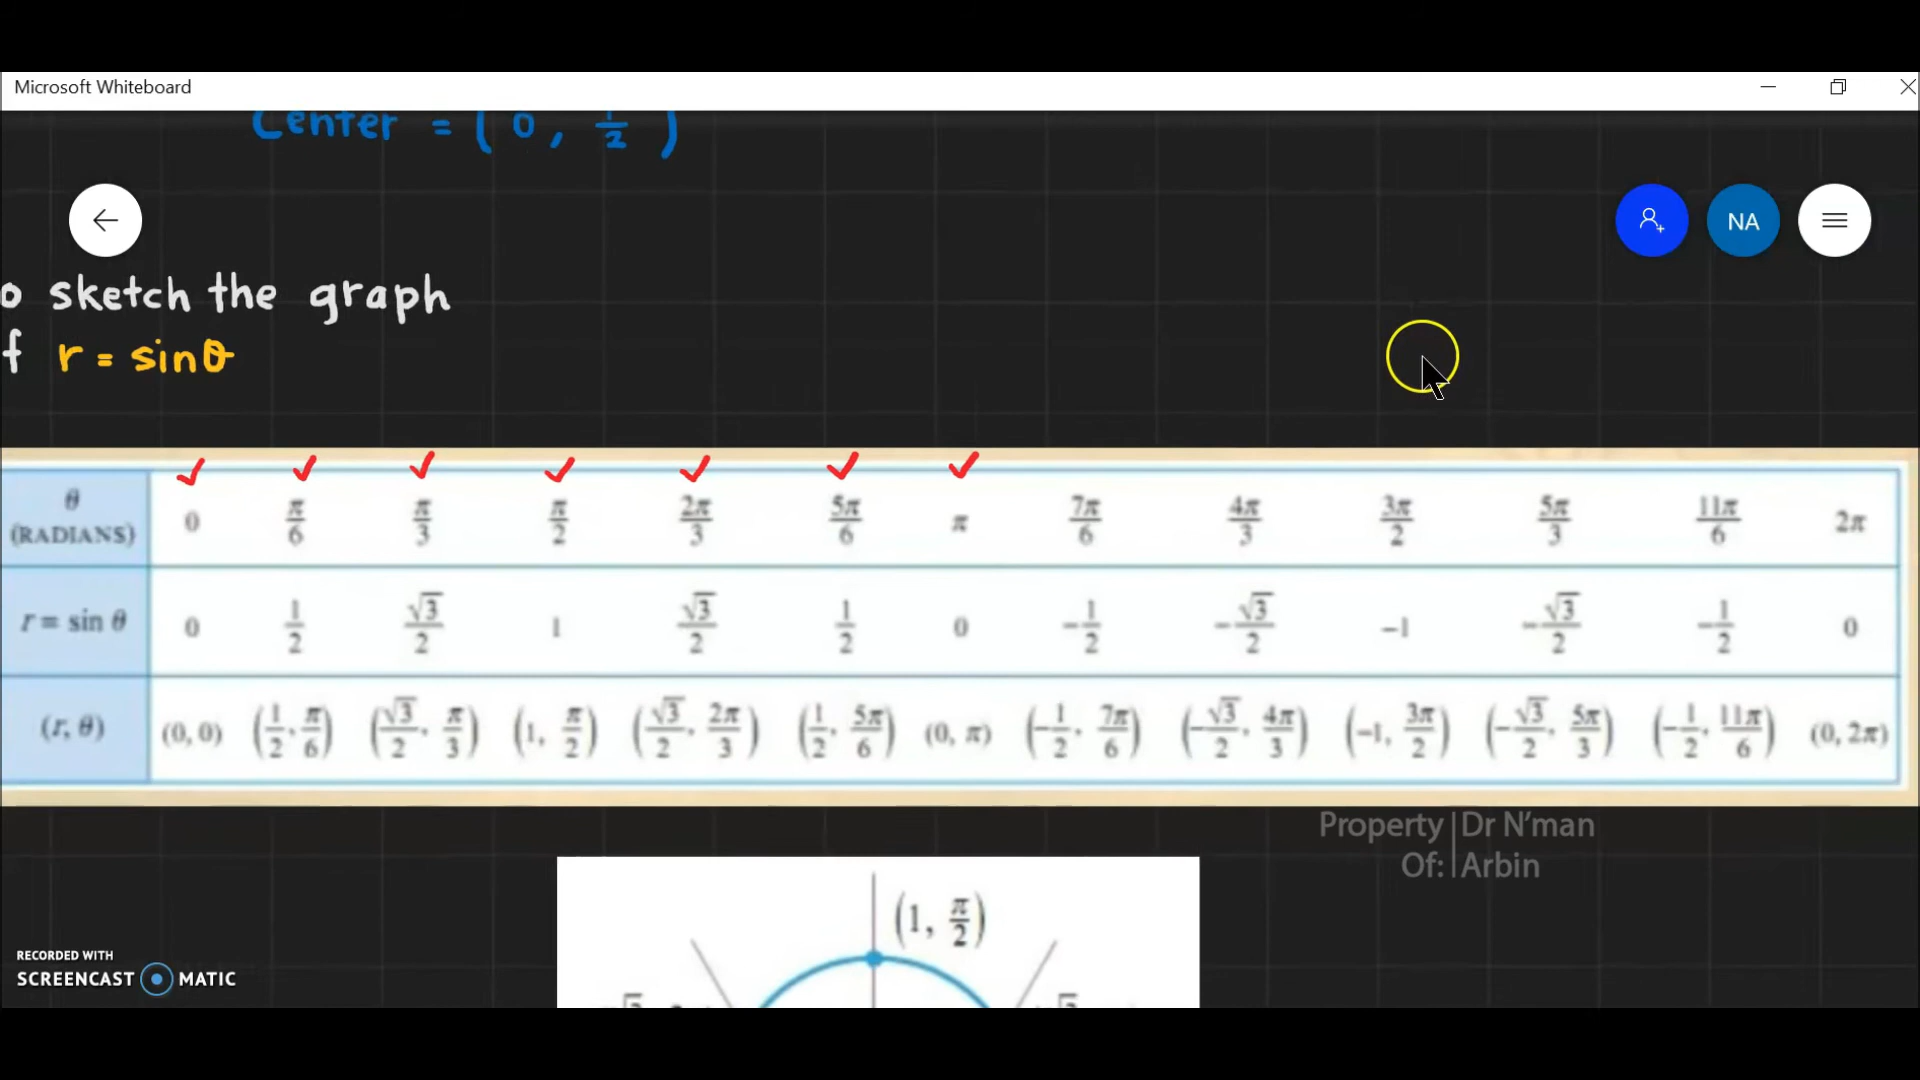 Microsoft Whiteboard
Center = ( 0 , 1/2 )
NA
o sketch the graph
f r = sinθ
θ (RADIANS) 0 π/6 π/3 π/2 2π/3 5π/6 π 7π/6 4π/3 3π/2 5π/3 11π/6 2π
r = sin θ 0 1/2 √3/2 1 √3/2 1/2 0 -1/2 -√3/2 -1 -√3/2 -1/2 0
(r, θ) (0, 0) (1/2, π/6) (√3/2, π/3) (1, π/2) (√3/2, 2π/3) (1/2, 5π/6) (0, π) (-1/2, 7π/6) (-√3/2, 4π/3) (-1, 3π/2) (-√3/2, 5π/3) (-1/2, 11π/6) (0, 2π)
Property | Dr N'man
Of: | Arbin
(1, π/2)
RECORDED WITH
SCREENCAST MATIC